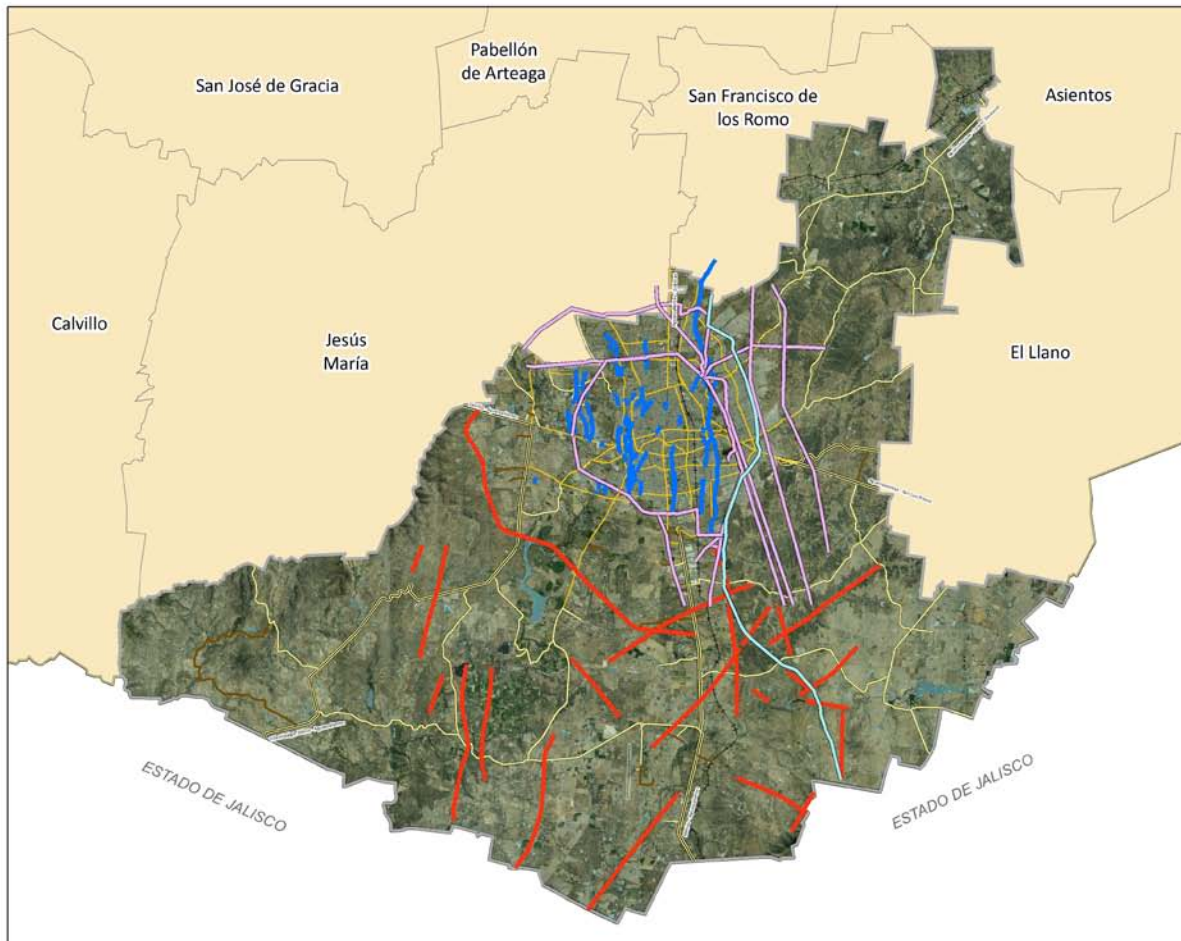 Pabellón
de Arteaga
San José de Gracia
San Francisco de
los Romo
Asientos
Calvillo
Jesús
María
El Llano
ESTADO DE JALISCO
ESTADO DE JALISCO